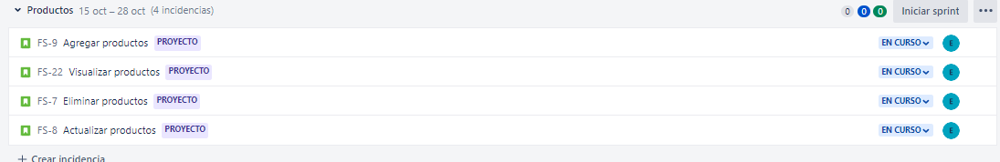 Productos 15 oct – 28 oct (4 incidencias) 0 0 0 Iniciar sprint
FS-9 Agregar productos PROYECTO EN CURSO E
FS-22 Visualizar productos PROYECTO EN CURSO E
FS-7 Eliminar productos PROYECTO EN CURSO E
FS-8 Actualizar productos PROYECTO EN CURSO E
+ Crear incidencia